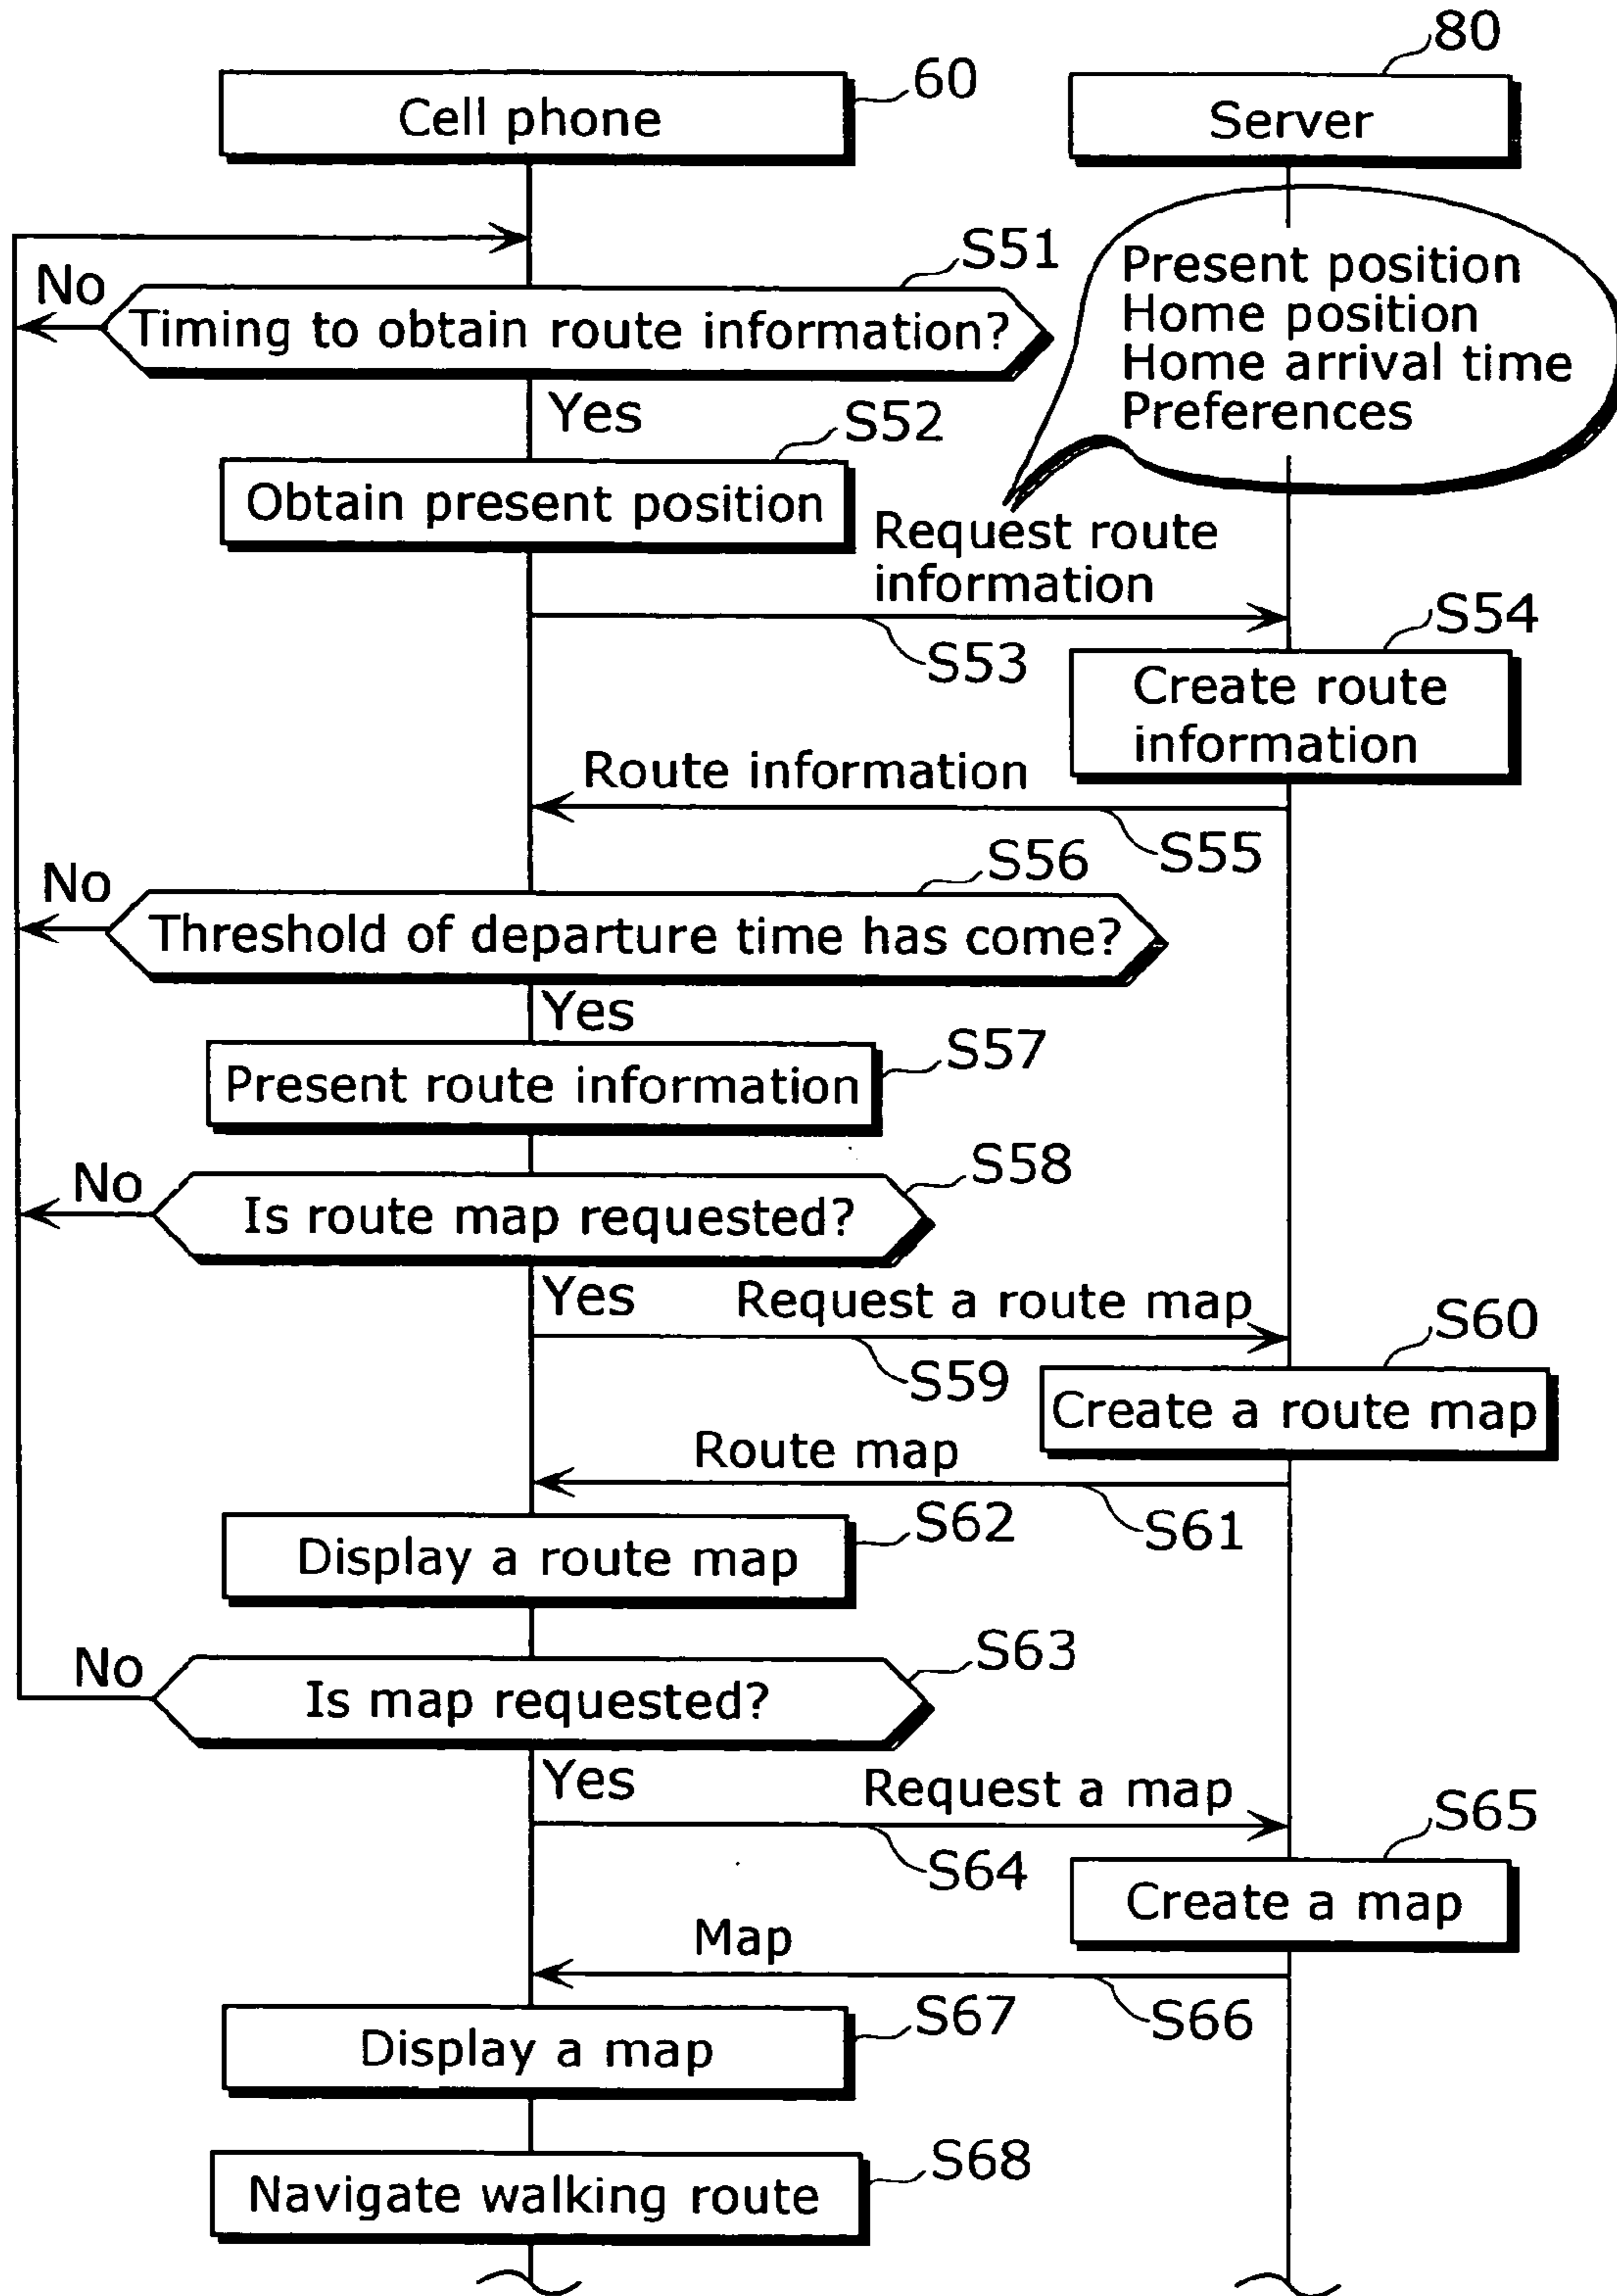 80
60
Cell phone
Server
S51
Present position
Home position
Home arrival time
Preferences
No
Timing to obtain route information?
Yes
S52
Obtain present position
Request route
information
S53
S54
Create route
information
Route information
S55
S56
No
Threshold of departure time has come?
Yes
S57
Present route information
S58
No
Is route map requested?
Yes
Request a route map
S59
S60
Create a route map
Route map
S61
S62
Display a route map
S63
No
Is map requested?
Yes
Request a map
S64
S65
Create a map
Map
S66
S67
Display a map
S68
Navigate walking route